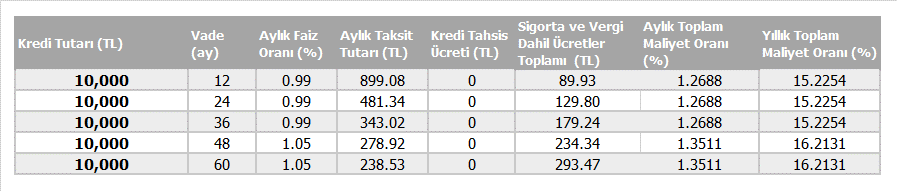 Kredi Tutarı (TL) Vade (ay) Aylık Faiz Oranı (%) Aylık Taksit Tutarı (TL) Kredi Tahsis Ücreti (TL) Sigorta ve Vergi Dahil Ücretler Toplamı (TL) Aylık Toplam Maliyet Oranı (%) Yıllık Toplam Maliyet Oranı (%)
10,000 12 0.99 899.08 0 89.93 1.2688 15.2254
10,000 24 0.99 481.34 0 129.80 1.2688 15.2254
10,000 36 0.99 343.02 0 179.24 1.2688 15.2254
10,000 48 1.05 278.92 0 234.34 1.3511 16.2131
10,000 60 1.05 238.53 0 293.47 1.3511 16.2131